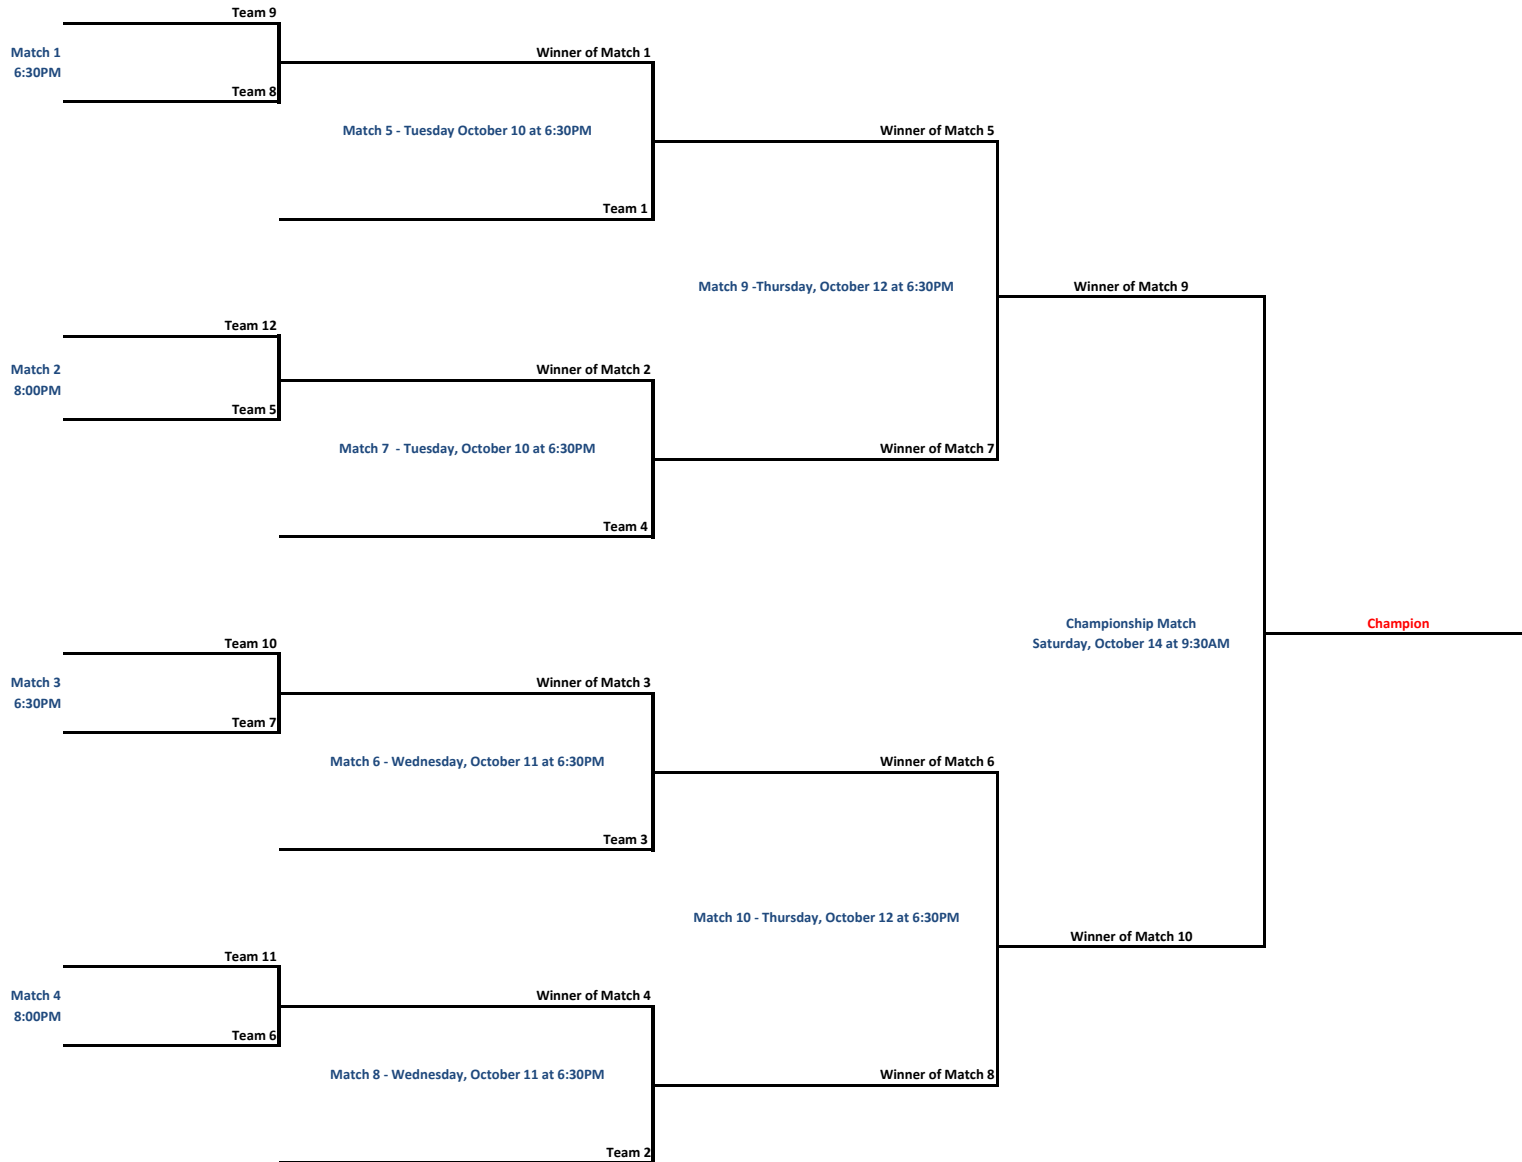 Team 9
Match 1
6:30PM
Winner of Match 1
Team 8
Match 5 - Tuesday October 10 at 6:30PM
Winner of Match 5
Team 1
Match 9 -Thursday, October 12 at 6:30PM
Winner of Match 9
Team 12
Match 2
8:00PM
Winner of Match 2
Team 5
Match 7  - Tuesday, October 10 at 6:30PM
Winner of Match 7
Team 4
Championship Match
Saturday, October 14 at 9:30AM
Champion
Team 10
Match 3
6:30PM
Winner of Match 3
Team 7
Match 6 - Wednesday, October 11 at 6:30PM
Winner of Match 6
Team 3
Match 10 - Thursday, October 12 at 6:30PM
Winner of Match 10
Team 11
Match 4
8:00PM
Winner of Match 4
Team 6
Match 8 - Wednesday, October 11 at 6:30PM
Winner of Match 8
Team 2